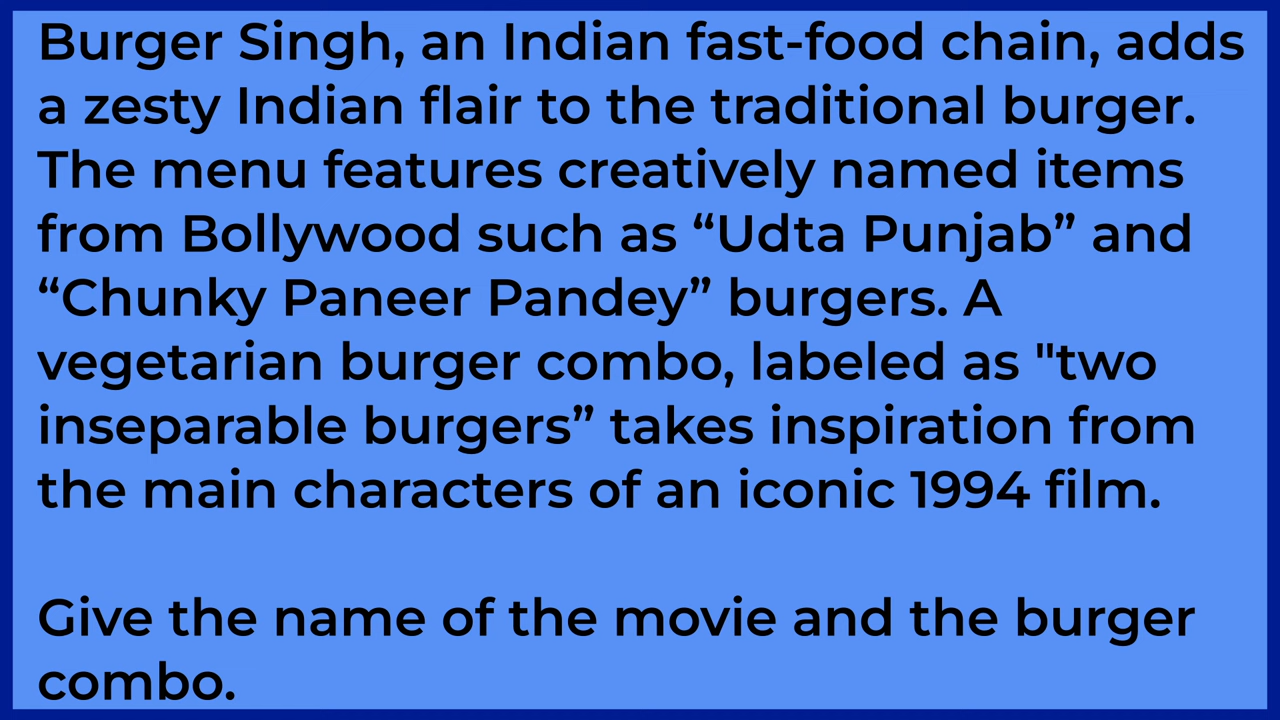 Burger Singh, an Indian fast-food chain, adds
a zesty Indian flair to the traditional burger.
The menu features creatively named items
from Bollywood such as “Udta Punjab” and
“Chunky Paneer Pandey” burgers. A
vegetarian burger combo, labeled as "two
inseparable burgers” takes inspiration from
the main characters of an iconic 1994 film.
Give the name of the movie and the burger
combo.